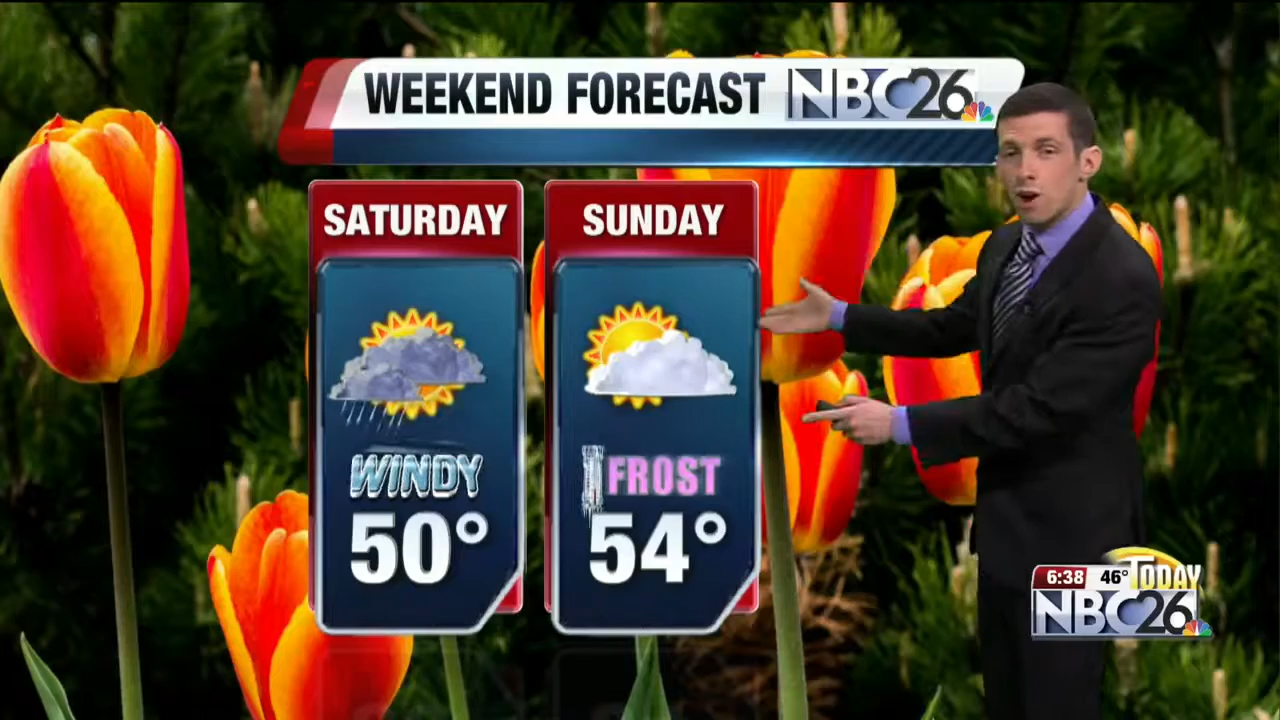 WEEKEND FORECAST NBC26
SATURDAY
WINDY
50°
SUNDAY
FROST
54°
6:38 46° TODAY
NBC26